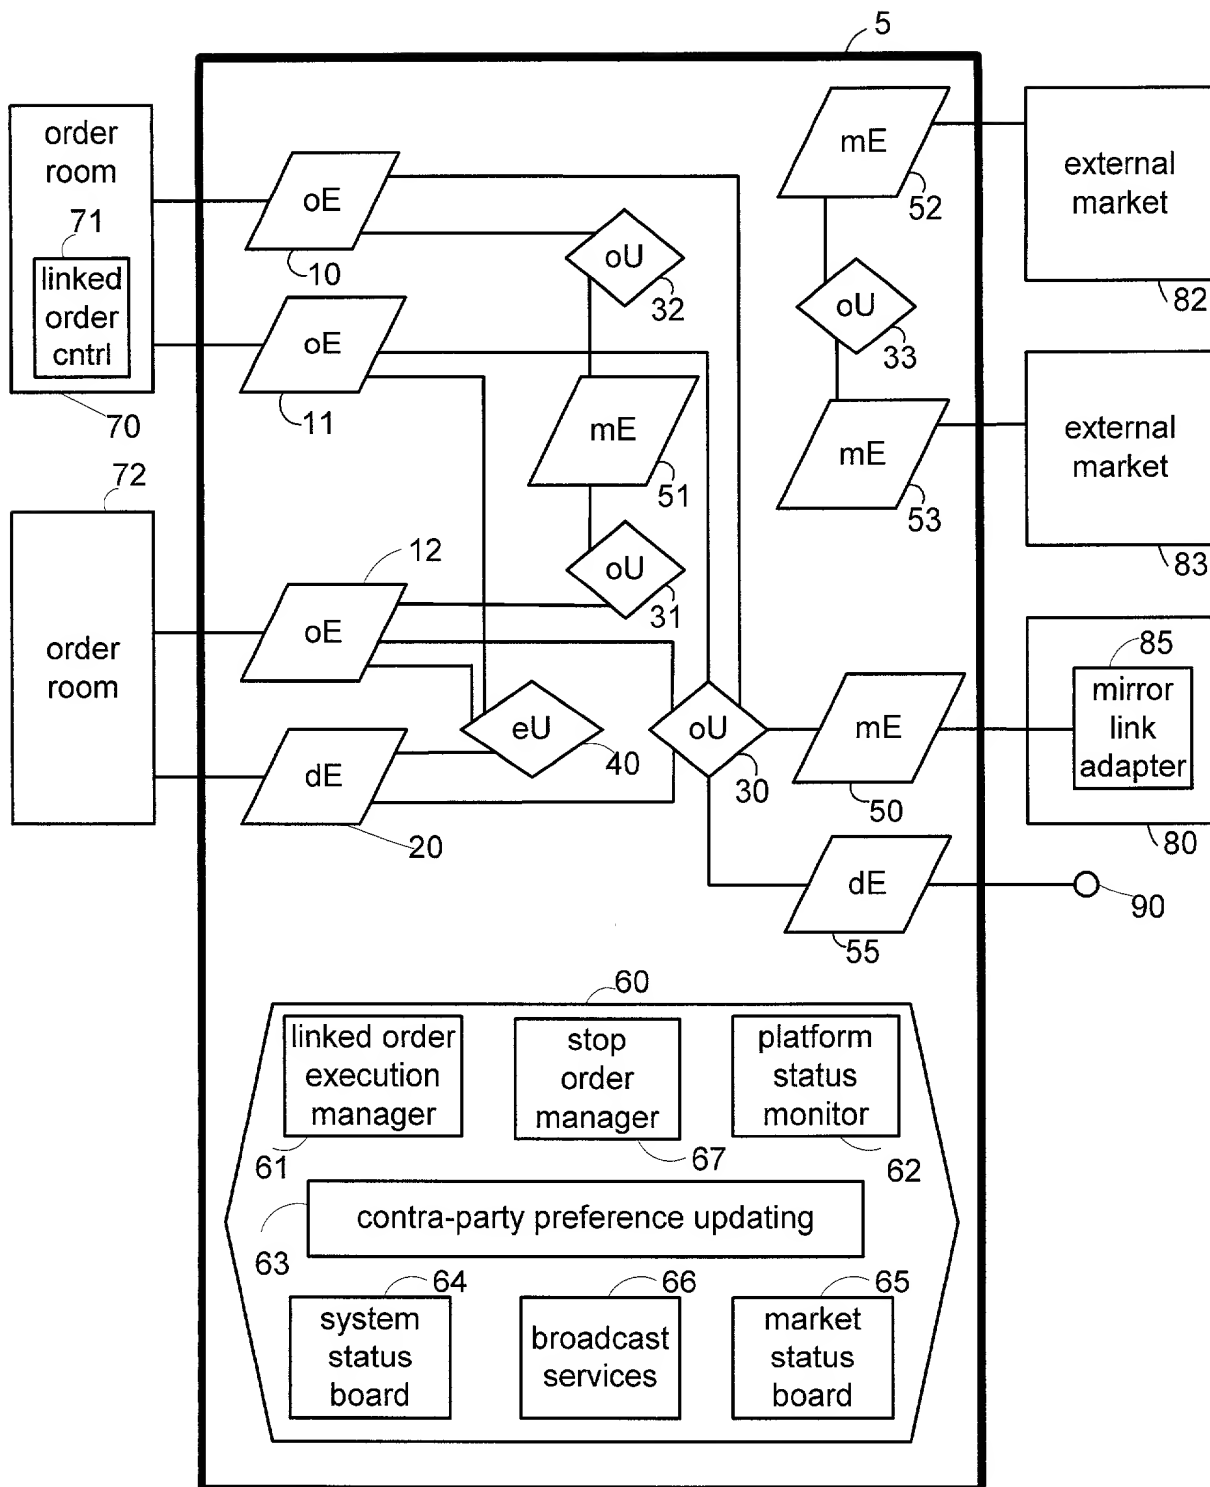 5
order
room
71
linked
order
cntrl
70
oE
10
oE
11
oU
32
mE
51
oU
31
mE
52
oU
33
mE
53
external
market
82
external
market
83
72
order
room
12
oE
dE
20
eU
40
oU
30
mE
50
85
mirror
link
adapter
80
dE
55
90
60
linked order
execution
manager
61
stop
order
manager
67
platform
status
monitor
62
contra-party preference updating
63
64
system
status
board
66
broadcast
services
65
market
status
board